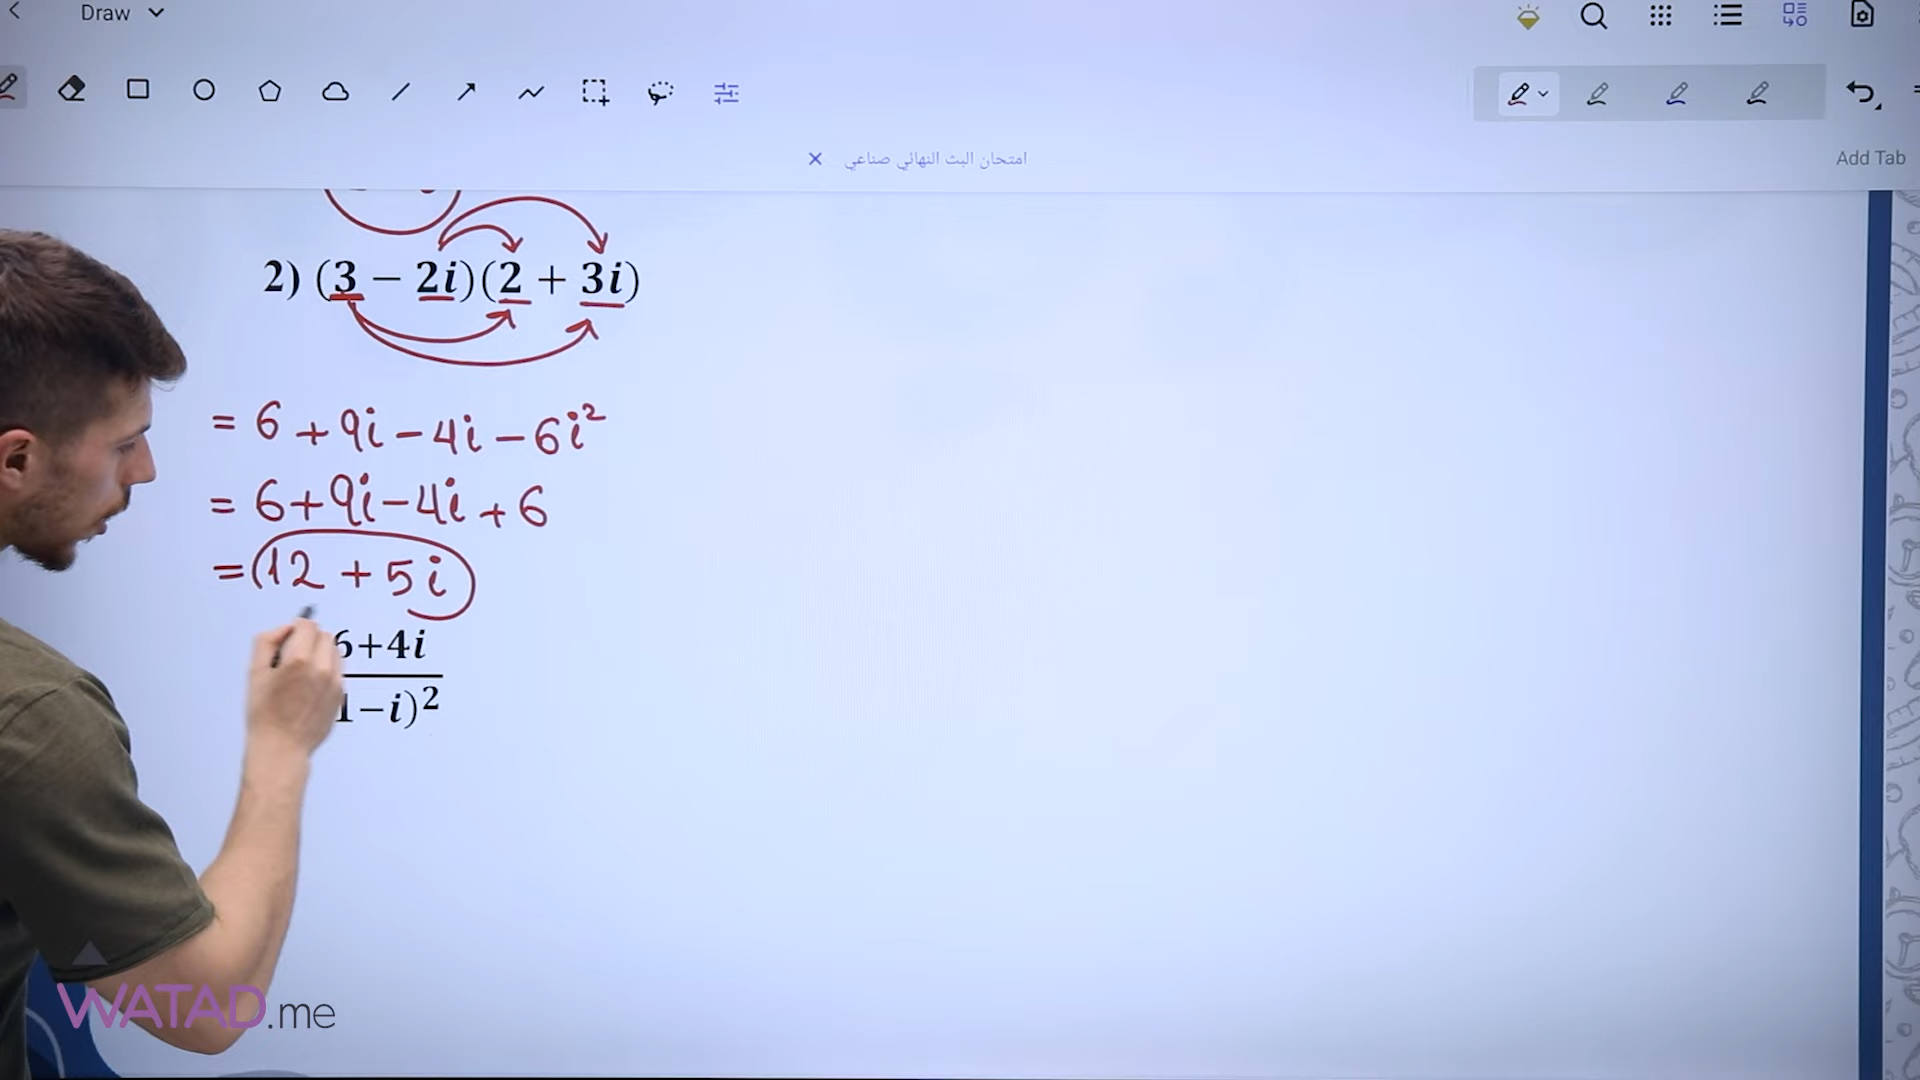 Draw
امتحان البث النهائي صناعي
Add Tab
2) (3 − 2i)(2 + 3i)
= 6 + 9i − 4i − 6i²
= 6 + 9i − 4i + 6
= 12 + 5i
6+4i
1−i)²
WATAD.me